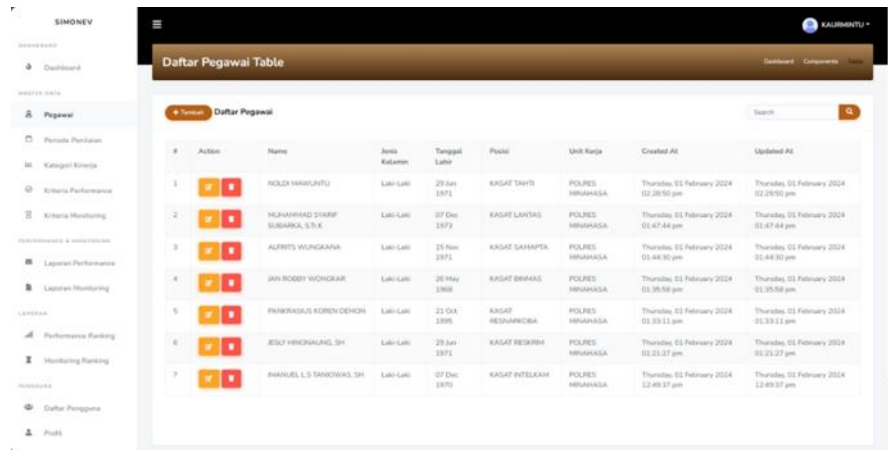 SIMONEV
KAURMINTU
DASHBOARD
Dashboard
MASTER DATA
Pegawai
Periode Penilaian
Kategori Kinerja
Kriteria Performance
Kriteria Monitoring
PERFORMANCE & MONITORING
Laporan Performance
Laporan Monitoring
LAPORAN
Performance Ranking
Monitoring Ranking
PENGGUNA
Daftar Pengguna
Profil
Daftar Pegawai Table
Dashboard Components Table
+ Tambah Daftar Pegawai
Search
# Action Name Jenis Kelamin Tanggal Lahir Posisi Unit Kerja Created At Updated At
1 NOLDI MAWUNTU Laki-Laki 29 Jun 1971 KASAT TAHTI POLRES MINAHASA Thursday, 01 February 2024 02:28:50 pm Thursday, 01 February 2024 02:28:50 pm
2 MUHAMMAD SYARIF SUBARKA, S.Tr.K Laki-Laki 07 Dec 1973 KASAT LANTAS POLRES MINAHASA Thursday, 01 February 2024 01:47:44 pm Thursday, 01 February 2024 01:47:44 pm
3 ALFRITS WUNGKANA Laki-Laki 15 Nov 1971 KASAT SAMAPTA POLRES MINAHASA Thursday, 01 February 2024 01:44:30 pm Thursday, 01 February 2024 01:44:30 pm
4 JAN ROBBY WONGKAR Laki-Laki 26 May 1968 KASAT BINMAS POLRES MINAHASA Thursday, 01 February 2024 01:35:58 pm Thursday, 01 February 2024 01:35:58 pm
5 PANKRASIUS KOREN DEMON Laki-Laki 21 Oct 1995 KASAT RESNARKOBA POLRES MINAHASA Thursday, 01 February 2024 01:33:11 pm Thursday, 01 February 2024 01:33:11 pm
6 JESLY HINONAUNG, SH Laki-Laki 29 Jun 1971 KASAT RESKRIM POLRES MINAHASA Thursday, 01 February 2024 01:21:27 pm Thursday, 01 February 2024 01:21:27 pm
7 IMANUEL L.S TANIOWAS, SH Laki-Laki 07 Dec 1970 KASAT INTELKAM POLRES MINAHASA Thursday, 01 February 2024 12:49:37 pm Thursday, 01 February 2024 12:49:37 pm